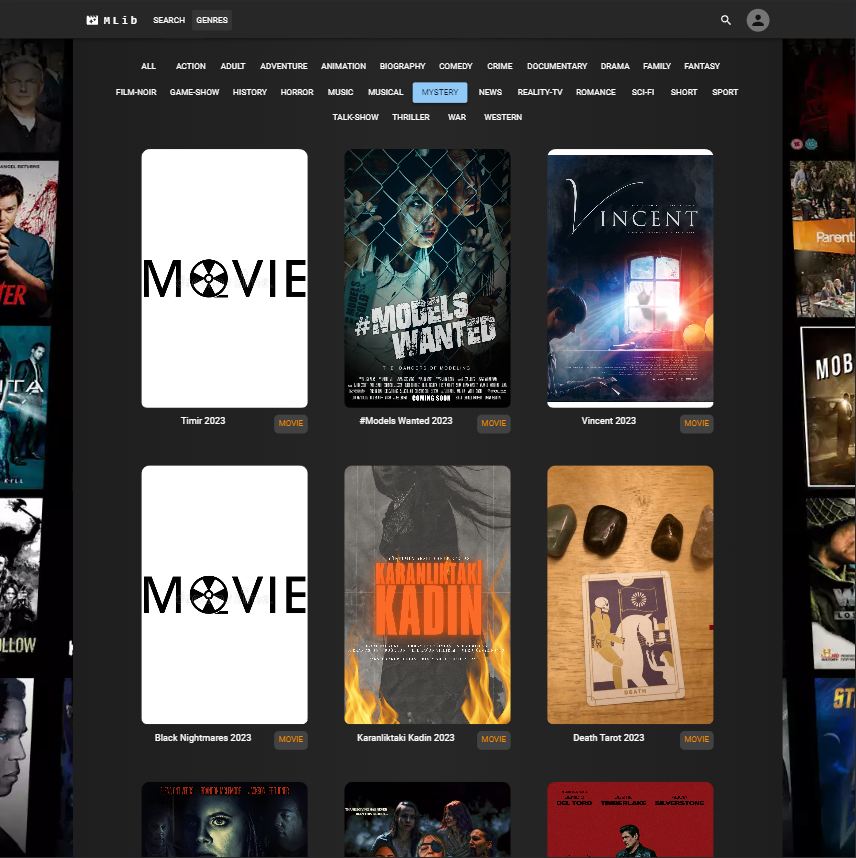 MLib SEARCH GENRES
ALL ACTION ADULT ADVENTURE ANIMATION BIOGRAPHY COMEDY CRIME DOCUMENTARY DRAMA FAMILY FANTASY
FILM-NOIR GAME-SHOW HISTORY HORROR MUSIC MUSICAL MYSTERY NEWS REALITY-TV ROMANCE SCI-FI SHORT SPORT
TALK-SHOW THRILLER WAR WESTERN
MOVIE
#MODELS
WANTED
THE DANGERS OF MODELING
COMING SOON
VINCENT
Timir 2023 MOVIE
#Models Wanted 2023 MOVIE
Vincent 2023 MOVIE
MOVIE
KARANLIKTAKİ
KADIN
DEATH
Black Nightmares 2023 MOVIE
Karanliktaki Kadin 2023 MOVIE
Death Tarot 2023 MOVIE
DEL TORO TIMBERLAKE SILVERSTONE
ANGEL RETURNS
TER
ITA
KILL
LLOW
Parent
MOB
ST